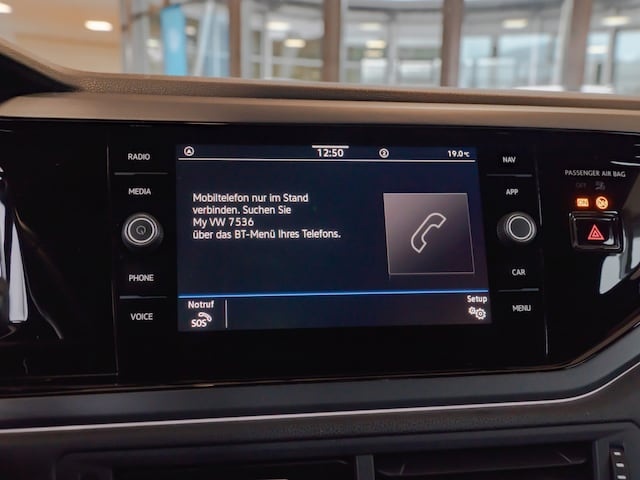 RADIO
MEDIA
PHONE
VOICE
12:50
19.0°C
Mobiltelefon nur im Stand
verbinden. Suchen Sie
My VW 7536
über das BT-Menü Ihres Telefons.
Notruf
SOS
Setup
NAV
APP
CAR
MENU
PASSENGER AIR BAG
OFF